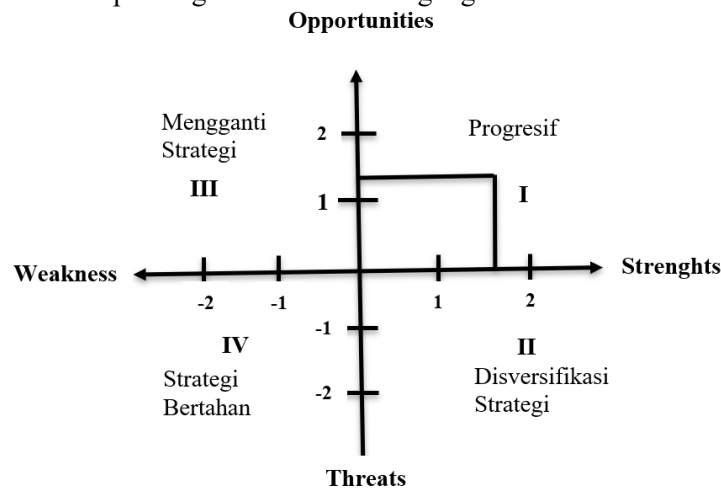 Opportunities
Mengganti
Strategi
III
2
Progresif
1
I
Weakness
Strenghts
-2
-1
1
2
-1
IV
II
Strategi
Bertahan
Disversifikasi
Strategi
-2
Threats